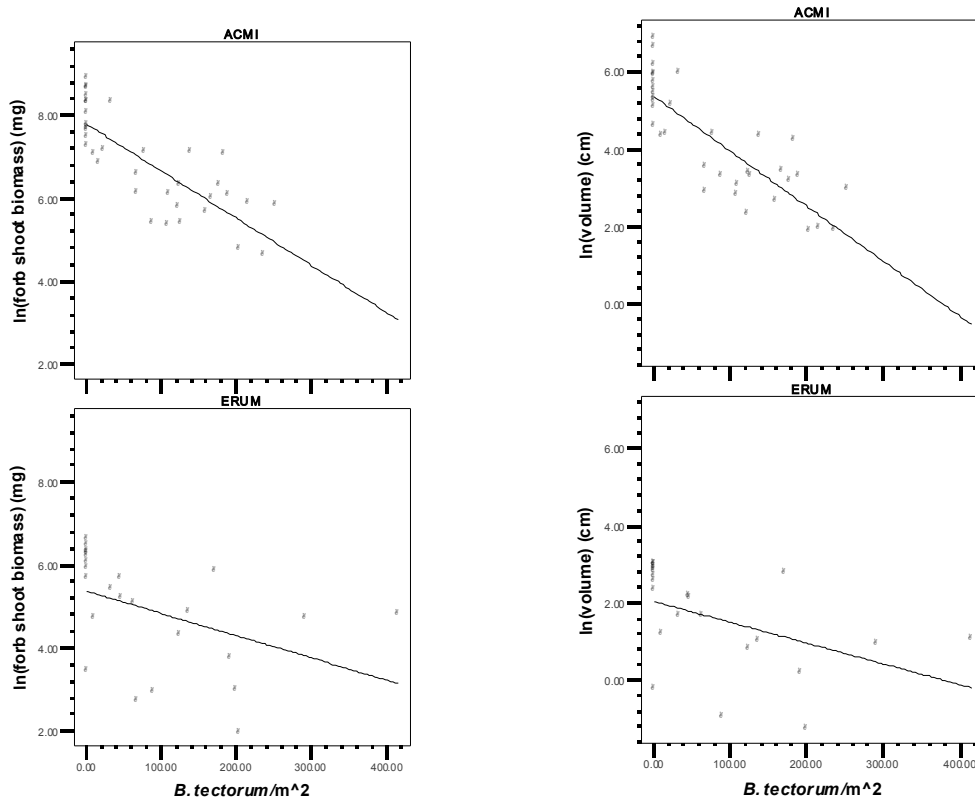 ACMI
ln(forb shoot biomass) (mg)
8.00
6.00
4.00
2.00
ACMI
ln(volume) (cm)
6.00
4.00
2.00
0.00
ERUM
ln(forb shoot biomass) (mg)
8.00
6.00
4.00
2.00
0.00 100.00 200.00 300.00 400.00
B. tectorum/m^2
ERUM
ln(volume) (cm)
6.00
4.00
2.00
0.00
0.00 100.00 200.00 300.00 400.00
B. tectorum/m^2